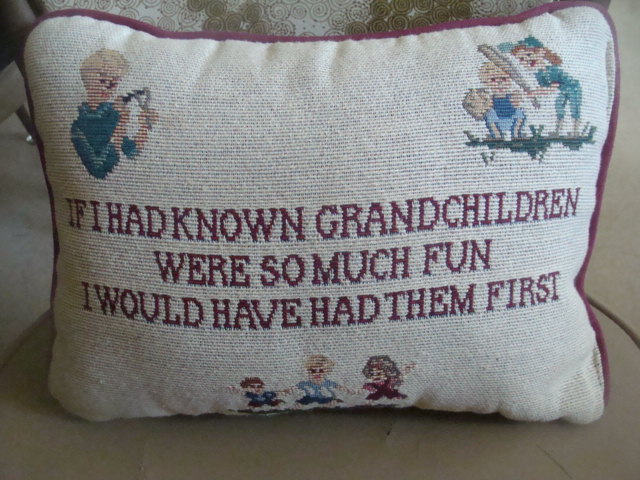 IF I HAD KNOWN GRANDCHILDREN
WERE SO MUCH FUN
I WOULD HAVE HAD THEM FIRST